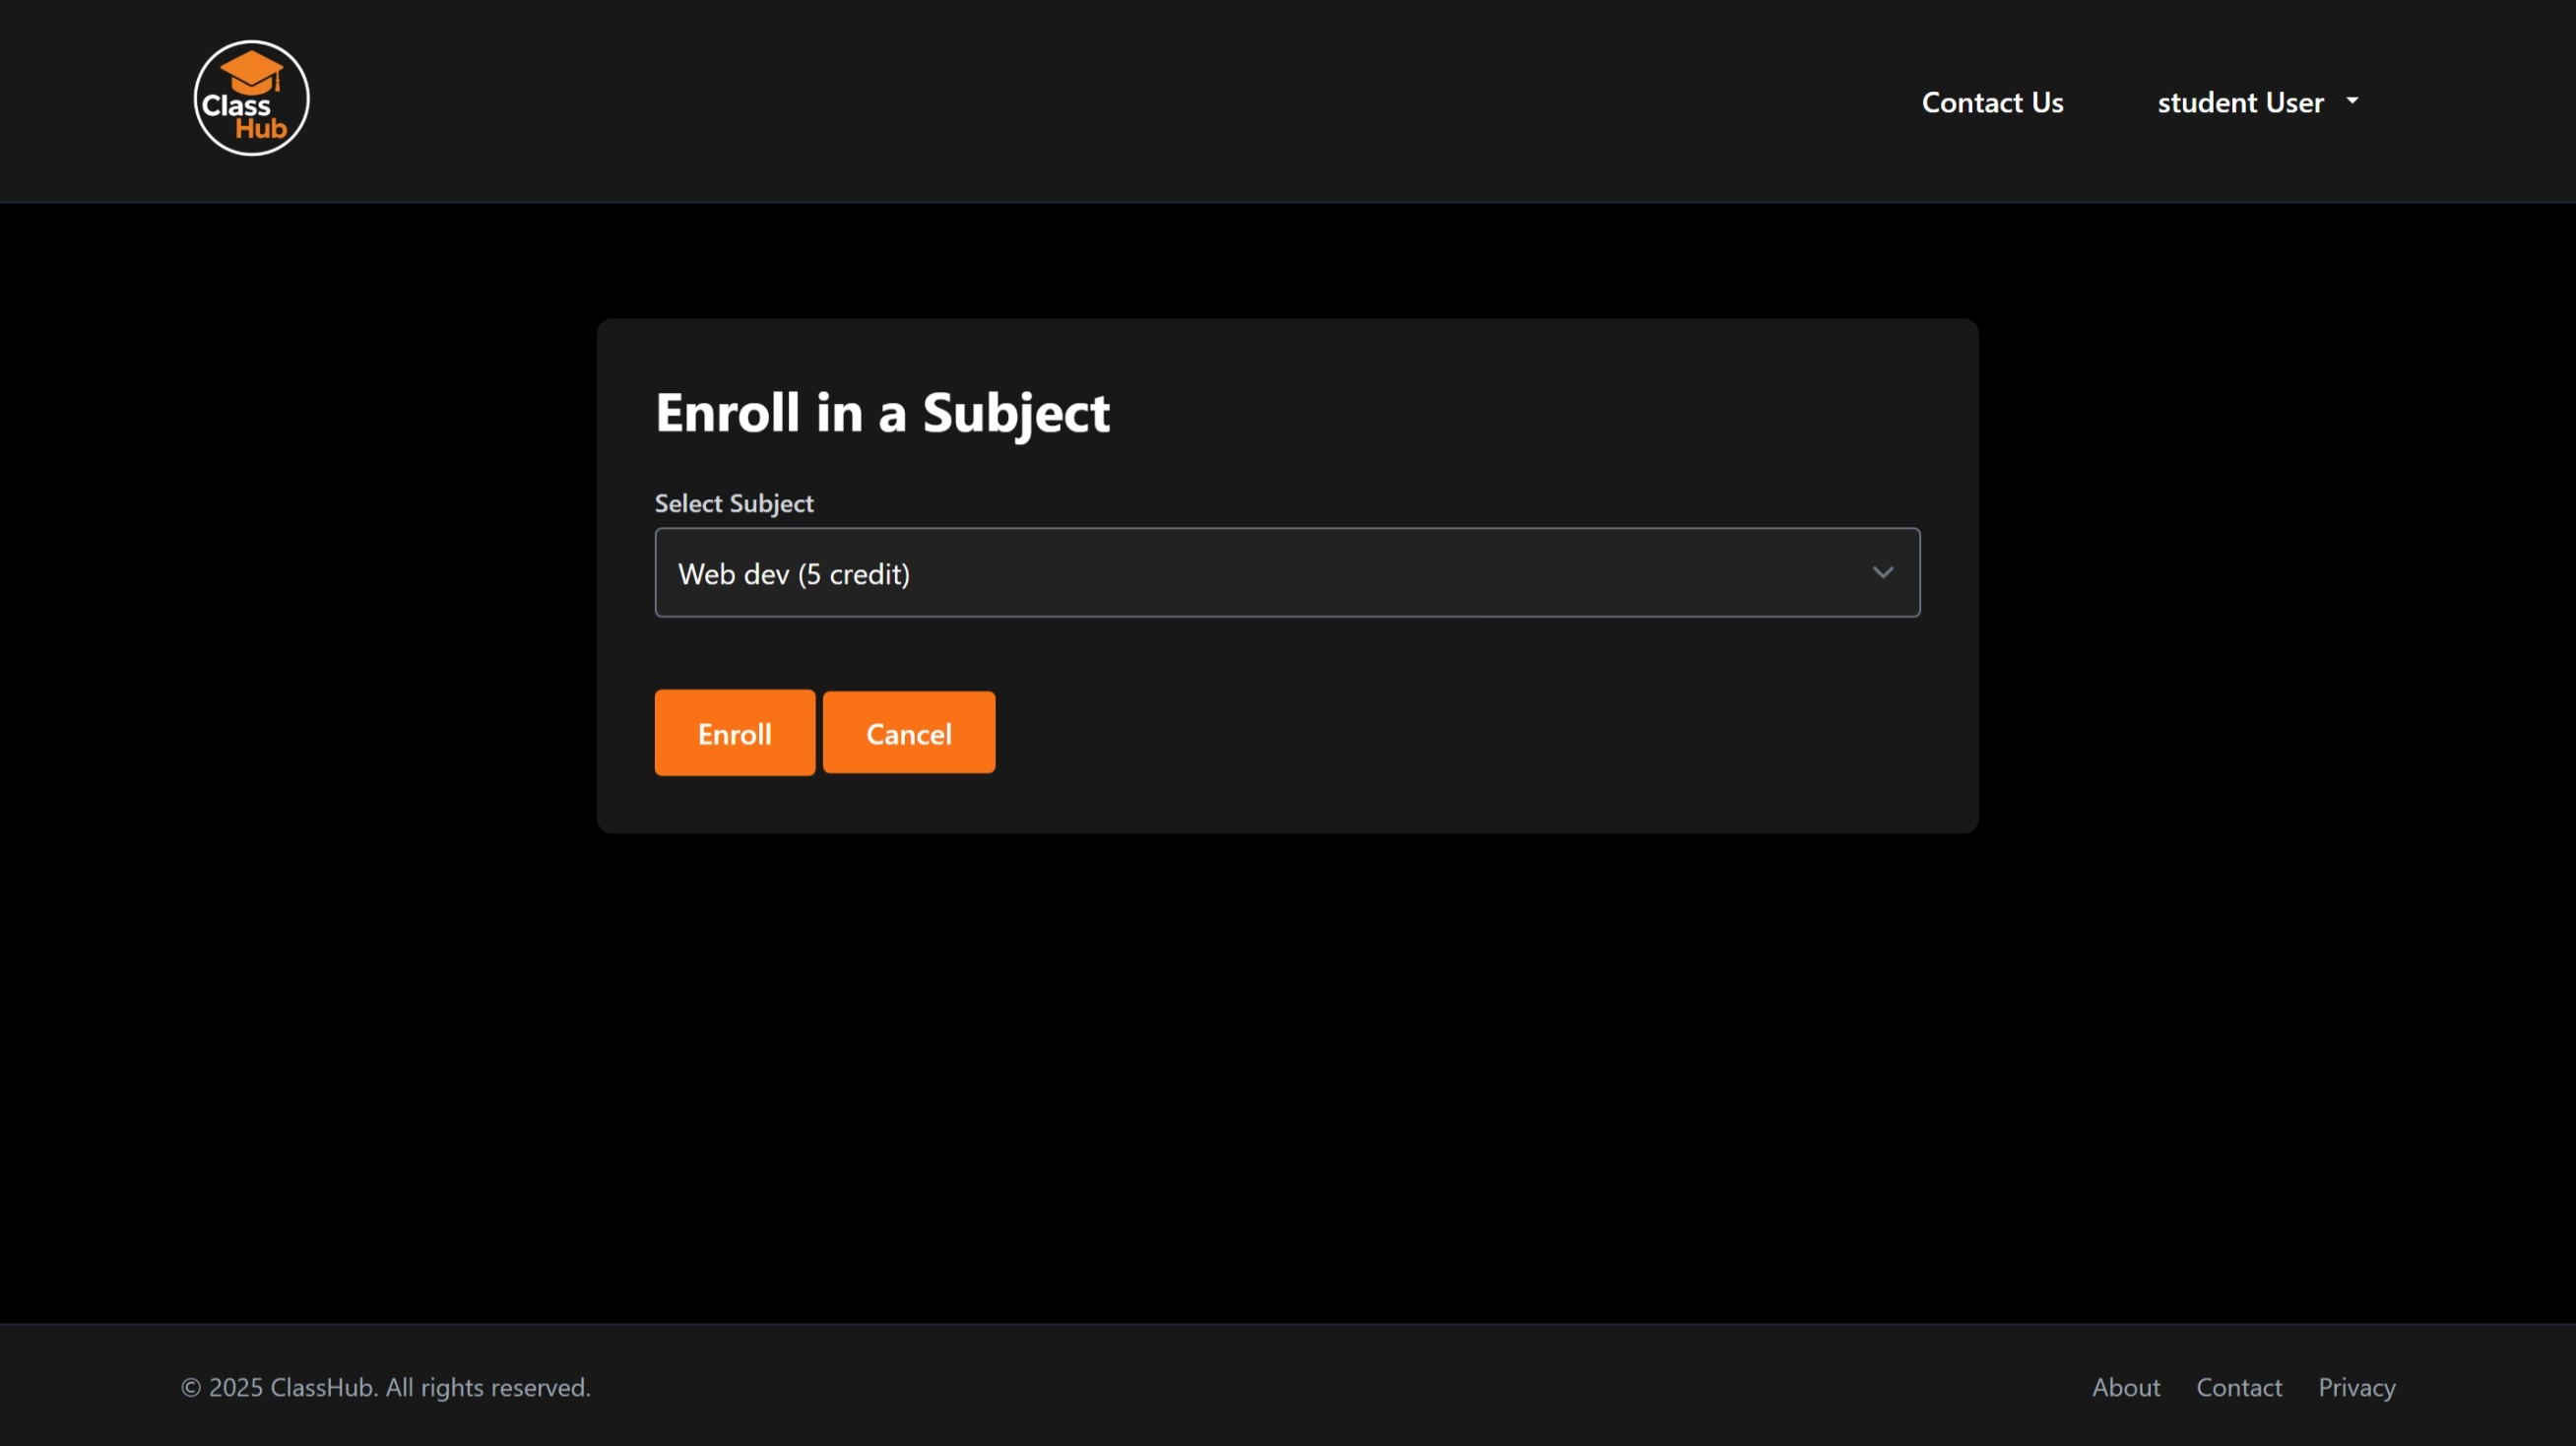 Class
Hub
Contact Us
student User
Enroll in a Subject
Select Subject
Web dev (5 credit)
Enroll
Cancel
© 2025 ClassHub. All rights reserved.
About
Contact
Privacy